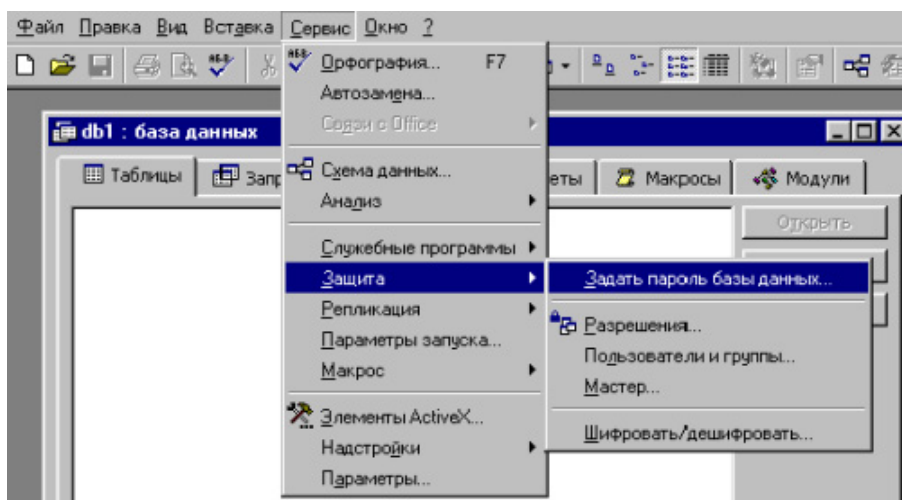 Файл Правка Вид Вставка Сервис Окно ?
Орфография... F7
Автозамена...
Связи с Office
db1 : база данных
Таблицы Запр еты Макросы Модули
Схема данных...
Анализ
Открыть
Служебные программы
Защита Задать пароль базы данных...
Репликация Разрешения...
Параметры запуска... Пользователи и группы...
Макрос Мастер...
Элементы ActiveX... Шифровать/дешифровать...
Надстройки
Параметры...